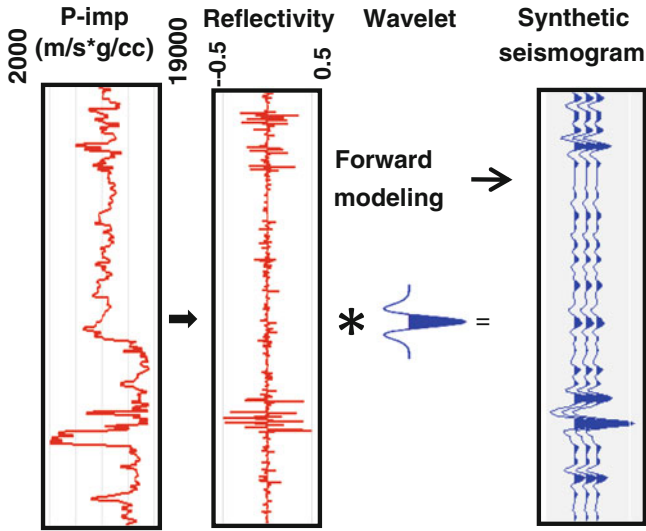 P-imp
(m/s*g/cc)
2000
19000
Reflectivity
--0.5
0.5
Wavelet
Synthetic
seismogram
Forward
modeling
*
=